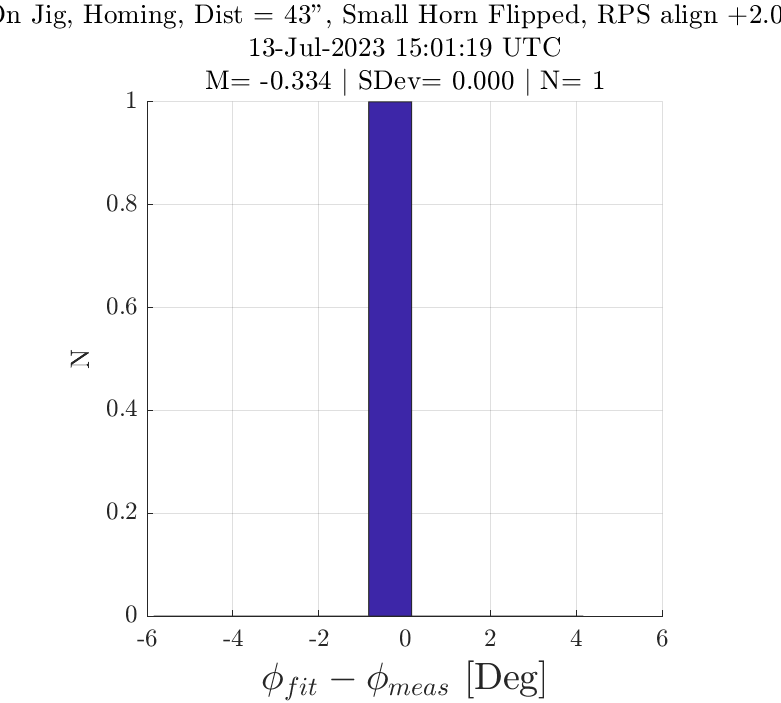 On Jig, Homing, Dist = 43", Small Horn Flipped, RPS align +2.0
13-Jul-2023 15:01:19 UTC
M= -0.334 | SDev= 0.000 | N= 1
1
0.8
0.6
0.4
0.2
0
N
-6 -4 -2 0 2 4 6
ϕ_fit − ϕ_meas [Deg]